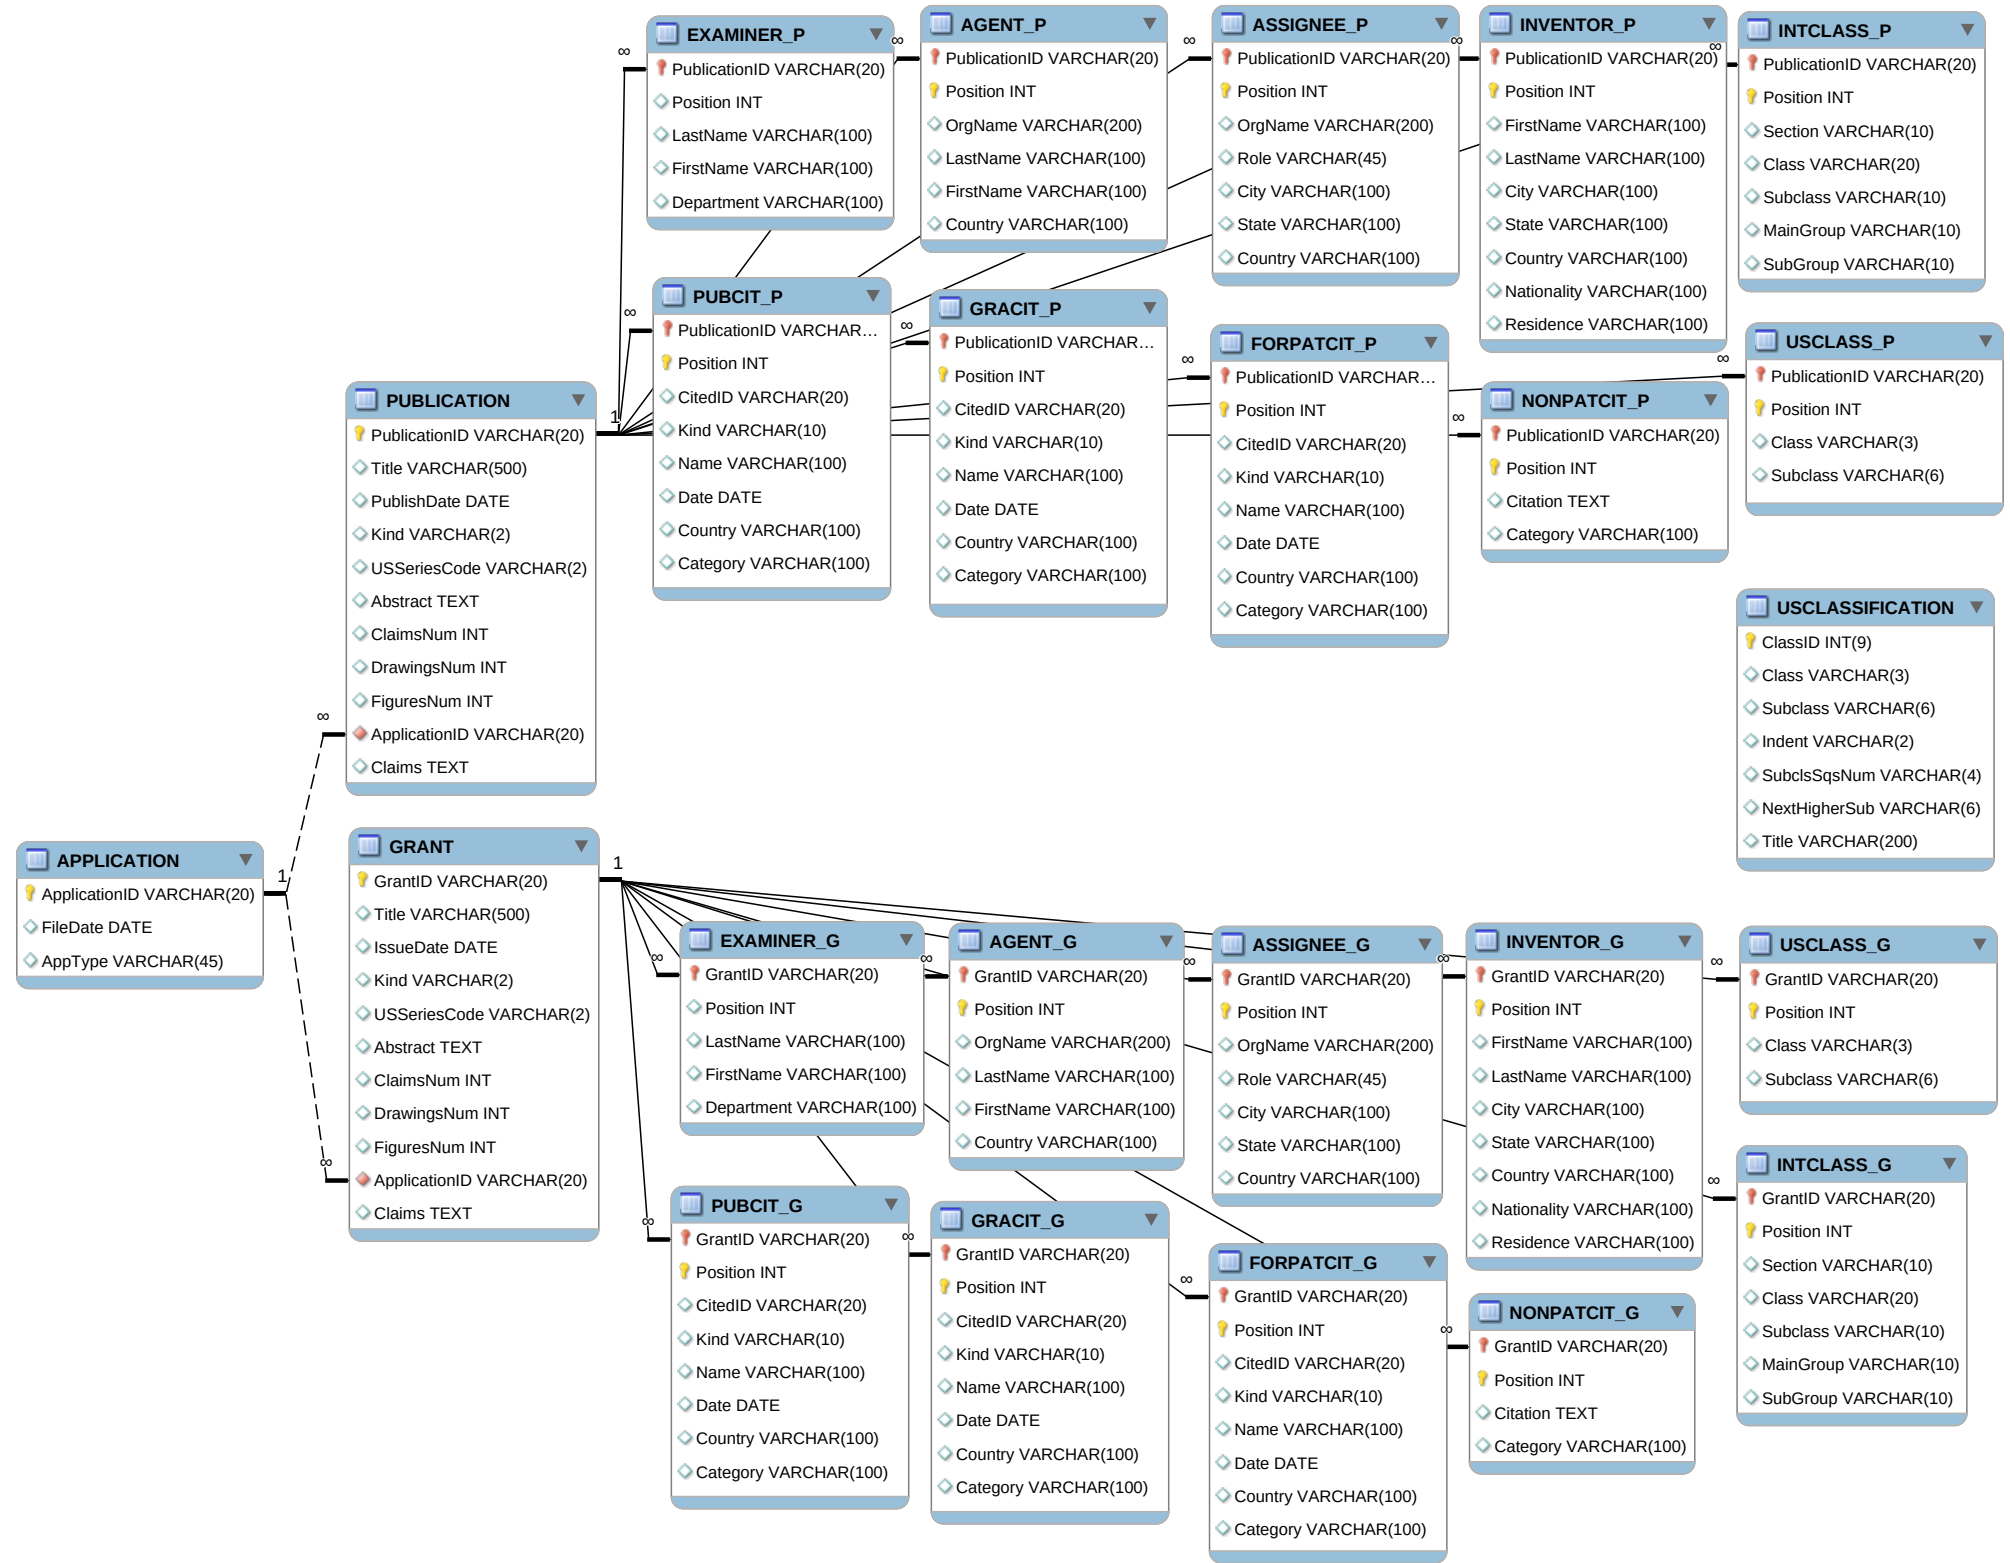 EXAMINER_P
PublicationID VARCHAR(20)
Position INT
LastName VARCHAR(100)
FirstName VARCHAR(100)
Department VARCHAR(100)
∞
AGENT_P
PublicationID VARCHAR(20)
Position INT
OrgName VARCHAR(200)
LastName VARCHAR(100)
FirstName VARCHAR(100)
Country VARCHAR(100)
∞
ASSIGNEE_P
PublicationID VARCHAR(20)
Position INT
OrgName VARCHAR(200)
Role VARCHAR(45)
City VARCHAR(100)
State VARCHAR(100)
Country VARCHAR(100)
∞
INVENTOR_P
PublicationID VARCHAR(20)
Position INT
FirstName VARCHAR(100)
LastName VARCHAR(100)
City VARCHAR(100)
State VARCHAR(100)
Country VARCHAR(100)
Nationality VARCHAR(100)
Residence VARCHAR(100)
∞
INTCLASS_P
PublicationID VARCHAR(20)
Position INT
Section VARCHAR(10)
Class VARCHAR(20)
Subclass VARCHAR(10)
MainGroup VARCHAR(10)
SubGroup VARCHAR(10)
∞
PUBCIT_P
PublicationID VARCHAR...
Position INT
CitedID VARCHAR(20)
Kind VARCHAR(10)
Name VARCHAR(100)
Date DATE
Country VARCHAR(100)
Category VARCHAR(100)
∞
GRACIT_P
PublicationID VARCHAR...
Position INT
CitedID VARCHAR(20)
Kind VARCHAR(10)
Name VARCHAR(100)
Date DATE
Country VARCHAR(100)
Category VARCHAR(100)
∞
FORPATCIT_P
PublicationID VARCHAR...
Position INT
CitedID VARCHAR(20)
Kind VARCHAR(10)
Name VARCHAR(100)
Date DATE
Country VARCHAR(100)
Category VARCHAR(100)
∞
NONPATCIT_P
PublicationID VARCHAR(20)
Position INT
Citation TEXT
Category VARCHAR(100)
∞
USCLASS_P
PublicationID VARCHAR(20)
Position INT
Class VARCHAR(3)
Subclass VARCHAR(6)
∞
PUBLICATION
PublicationID VARCHAR(20)
Title VARCHAR(500)
PublishDate DATE
Kind VARCHAR(2)
USSeriesCode VARCHAR(2)
Abstract TEXT
ClaimsNum INT
DrawingsNum INT
FiguresNum INT
ApplicationID VARCHAR(20)
Claims TEXT
1
∞
USCLASSIFICATION
ClassID INT(9)
Class VARCHAR(3)
Subclass VARCHAR(6)
Indent VARCHAR(2)
SubclsSqsNum VARCHAR(4)
NextHigherSub VARCHAR(6)
Title VARCHAR(200)
APPLICATION
ApplicationID VARCHAR(20)
FileDate DATE
AppType VARCHAR(45)
1
GRANT
GrantID VARCHAR(20)
Title VARCHAR(500)
IssueDate DATE
Kind VARCHAR(2)
USSeriesCode VARCHAR(2)
Abstract TEXT
ClaimsNum INT
DrawingsNum INT
FiguresNum INT
ApplicationID VARCHAR(20)
Claims TEXT
1
∞
EXAMINER_G
GrantID VARCHAR(20)
Position INT
LastName VARCHAR(100)
FirstName VARCHAR(100)
Department VARCHAR(100)
∞
AGENT_G
GrantID VARCHAR(20)
Position INT
OrgName VARCHAR(200)
LastName VARCHAR(100)
FirstName VARCHAR(100)
Country VARCHAR(100)
∞
ASSIGNEE_G
GrantID VARCHAR(20)
Position INT
OrgName VARCHAR(200)
Role VARCHAR(45)
City VARCHAR(100)
State VARCHAR(100)
Country VARCHAR(100)
∞
INVENTOR_G
GrantID VARCHAR(20)
Position INT
FirstName VARCHAR(100)
LastName VARCHAR(100)
City VARCHAR(100)
State VARCHAR(100)
Country VARCHAR(100)
Nationality VARCHAR(100)
Residence VARCHAR(100)
∞
USCLASS_G
GrantID VARCHAR(20)
Position INT
Class VARCHAR(3)
Subclass VARCHAR(6)
∞
PUBCIT_G
GrantID VARCHAR(20)
Position INT
CitedID VARCHAR(20)
Kind VARCHAR(10)
Name VARCHAR(100)
Date DATE
Country VARCHAR(100)
Category VARCHAR(100)
∞
GRACIT_G
GrantID VARCHAR(20)
Position INT
CitedID VARCHAR(20)
Kind VARCHAR(10)
Name VARCHAR(100)
Date DATE
Country VARCHAR(100)
Category VARCHAR(100)
∞
FORPATCIT_G
GrantID VARCHAR(20)
Position INT
CitedID VARCHAR(20)
Kind VARCHAR(10)
Name VARCHAR(100)
Date DATE
Country VARCHAR(100)
Category VARCHAR(100)
∞
NONPATCIT_G
GrantID VARCHAR(20)
Position INT
Citation TEXT
Category VARCHAR(100)
∞
INTCLASS_G
GrantID VARCHAR(20)
Position INT
Section VARCHAR(10)
Class VARCHAR(20)
Subclass VARCHAR(10)
MainGroup VARCHAR(10)
SubGroup VARCHAR(10)
∞